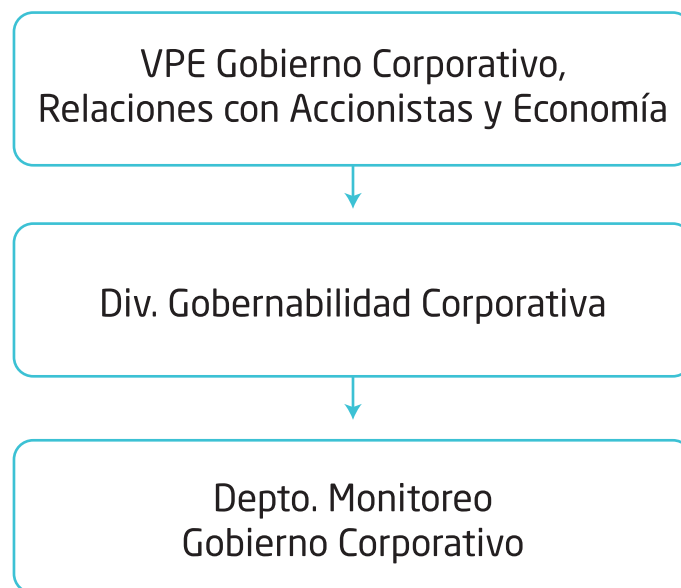 VPE Gobierno Corporativo,
Relaciones con Accionistas y Economía
Div. Gobernabilidad Corporativa
Depto. Monitoreo
Gobierno Corporativo